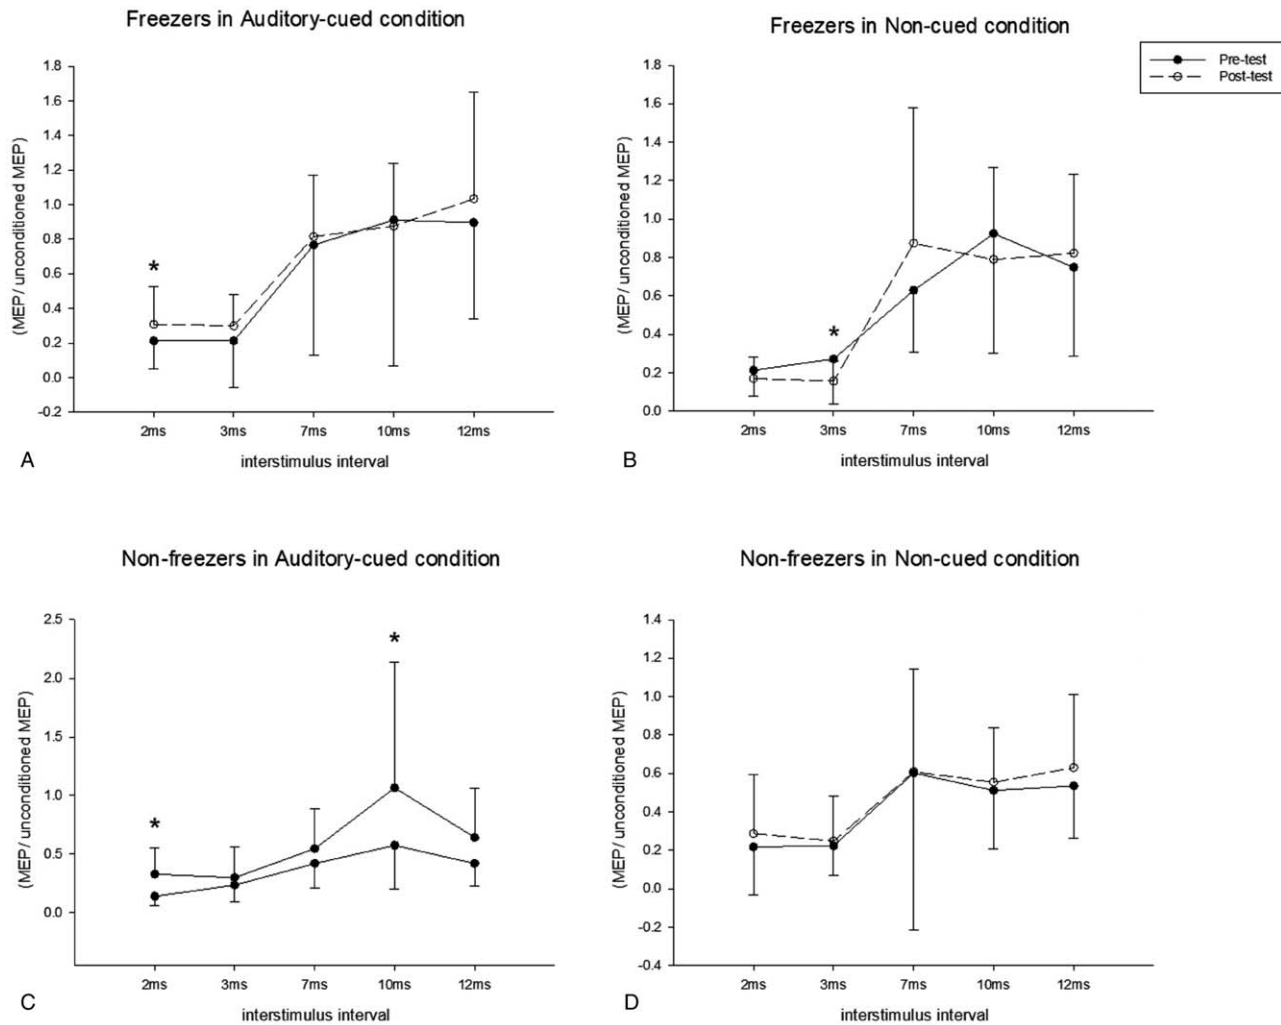 Freezers in Auditory-cued condition
1.8
1.6
1.4
1.2
1.0
0.8
0.6
0.4
0.2
0.0
-0.2
(MEP/ unconditioned MEP)
*
2ms 3ms 7ms 10ms 12ms
interstimulus interval
A
Freezers in Non-cued condition
Pre-test
Post-test
1.8
1.6
1.4
1.2
1.0
0.8
0.6
0.4
0.2
0.0
(MEP/ unconditioned MEP)
*
2ms 3ms 7ms 10ms 12ms
interstimulus interval
B
Non-freezers in Auditory-cued condition
2.5
2.0
1.5
1.0
0.5
0.0
(MEP/ unconditioned MEP)
*
*
2ms 3ms 7ms 10ms 12ms
interstimulus interval
C
Non-freezers in Non-cued condition
1.4
1.2
1.0
0.8
0.6
0.4
0.2
0.0
-0.2
-0.4
(MEP/ unconditioned MEP)
2ms 3ms 7ms 10ms 12ms
interstimulus interval
D